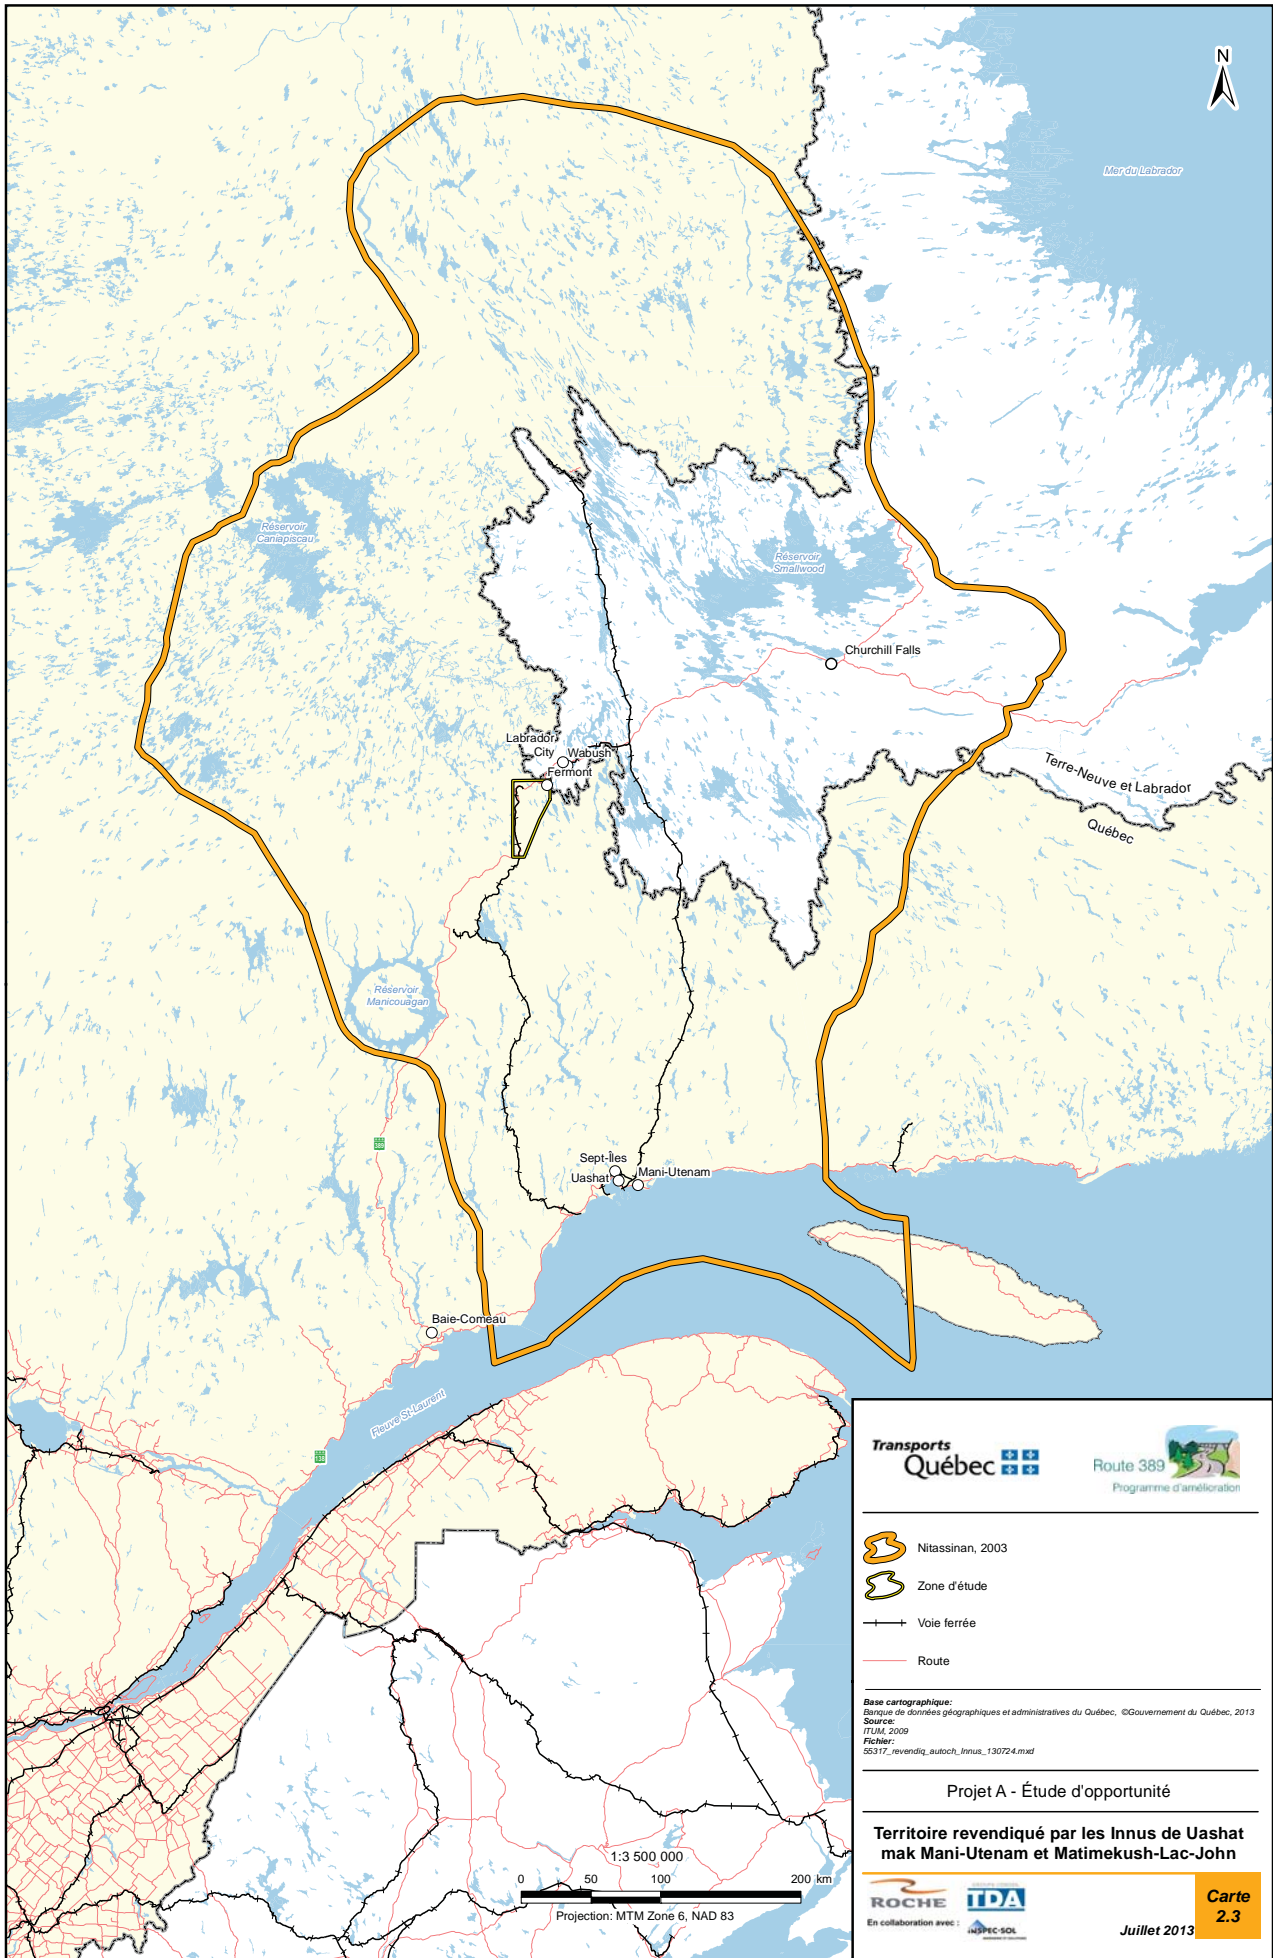 N
Mer du Labrador
Réservoir
Caniapiscau
Réservoir
Smallwood
Churchill Falls
Labrador
City
Wabush
Fermont
Terre-Neuve et Labrador
Québec
Réservoir
Manicouagan
389
Sept-Îles
Uashat
Mani-Utenam
Baie-Comeau
Fleuve St-Laurent
138
Transports
Québec
Route 389
Programme d'amélioration
Nitassinan, 2003
Zone d'étude
Voie ferrée
Route
Base cartographique:
Banque de données géographiques et administratives du Québec, ©Gouvernement du Québec, 2013
Source:
ITUM, 2009
Fichier:
55317_revendiq_autoch_Innus_130724.mxd
Projet A - Étude d'opportunité
Territoire revendiqué par les Innus de Uashat
mak Mani-Utenam et Matimekush-Lac-John
1:3 500 000
0 50 100 200 km
Projection: MTM Zone 6, NAD 83
ROCHE
GROUPE CONSEIL
TDA
En collaboration avec :
INSPEC-SOL
Juillet 2013
Carte
2.3